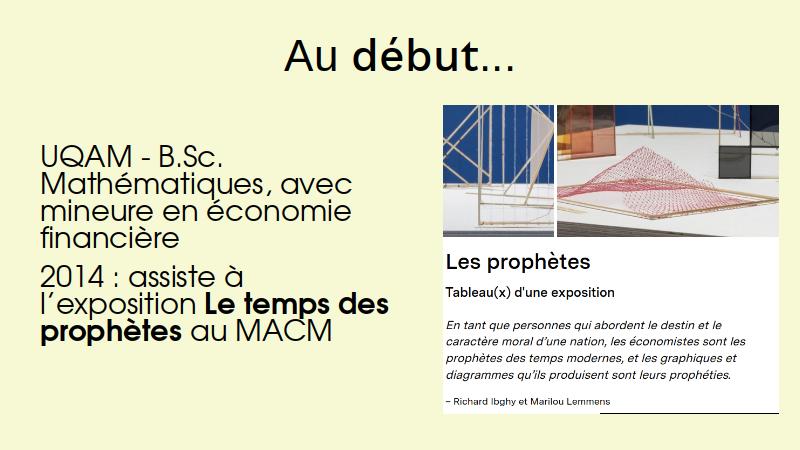 Au début...
UQAM - B.Sc.
Mathématiques, avec
mineure en économie
financière
2014 : assiste à
l'exposition Le temps des
prophètes au MACM
Les prophètes
Tableau(x) d'une exposition
En tant que personnes qui abordent le destin et le
caractère moral d'une nation, les économistes sont les
prophètes des temps modernes, et les graphiques et
diagrammes qu'ils produisent sont leurs prophéties.
– Richard Ibghy et Marilou Lemmens